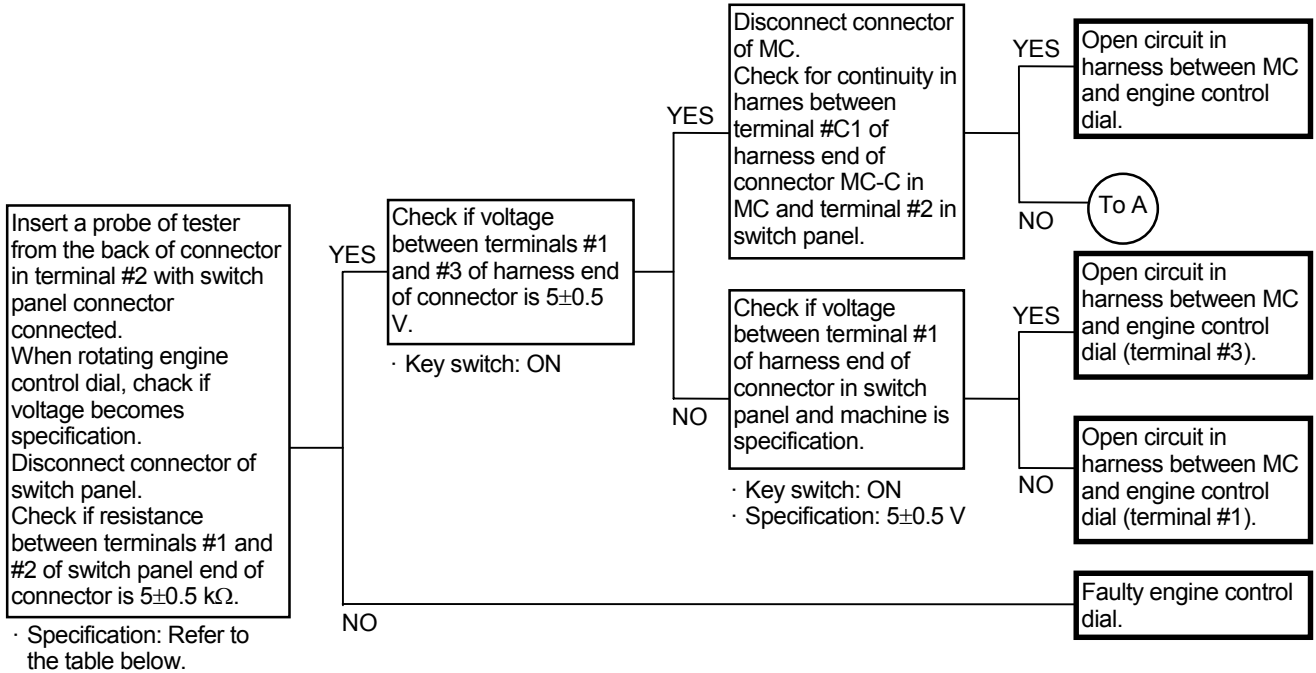 Insert a probe of tester
from the back of connector
in terminal #2 with switch
panel connector
connected.
When rotating engine
control dial, chack if
voltage becomes
specification.
Disconnect connector of
switch panel.
Check if resistance
between terminals #1 and
#2 of switch panel end of
connector is 5±0.5 kΩ.
· Specification: Refer to
the table below.
YES
NO
Check if voltage
between terminals #1
and #3 of harness end
of connector is 5±0.5
V.
· Key switch: ON
YES
NO
Disconnect connector
of MC.
Check for continuity in
harnes between
terminal #C1 of
harness end of
connector MC-C in
MC and terminal #2 in
switch panel.
YES
NO
Open circuit in
harness between MC
and engine control
dial.
To A
Check if voltage
between terminal #1
of harness end of
connector in switch
panel and machine is
specification.
· Key switch: ON
· Specification: 5±0.5 V
YES
NO
Open circuit in
harness between MC
and engine control
dial (terminal #3).
Open circuit in
harness between MC
and engine control
dial (terminal #1).
Faulty engine control
dial.